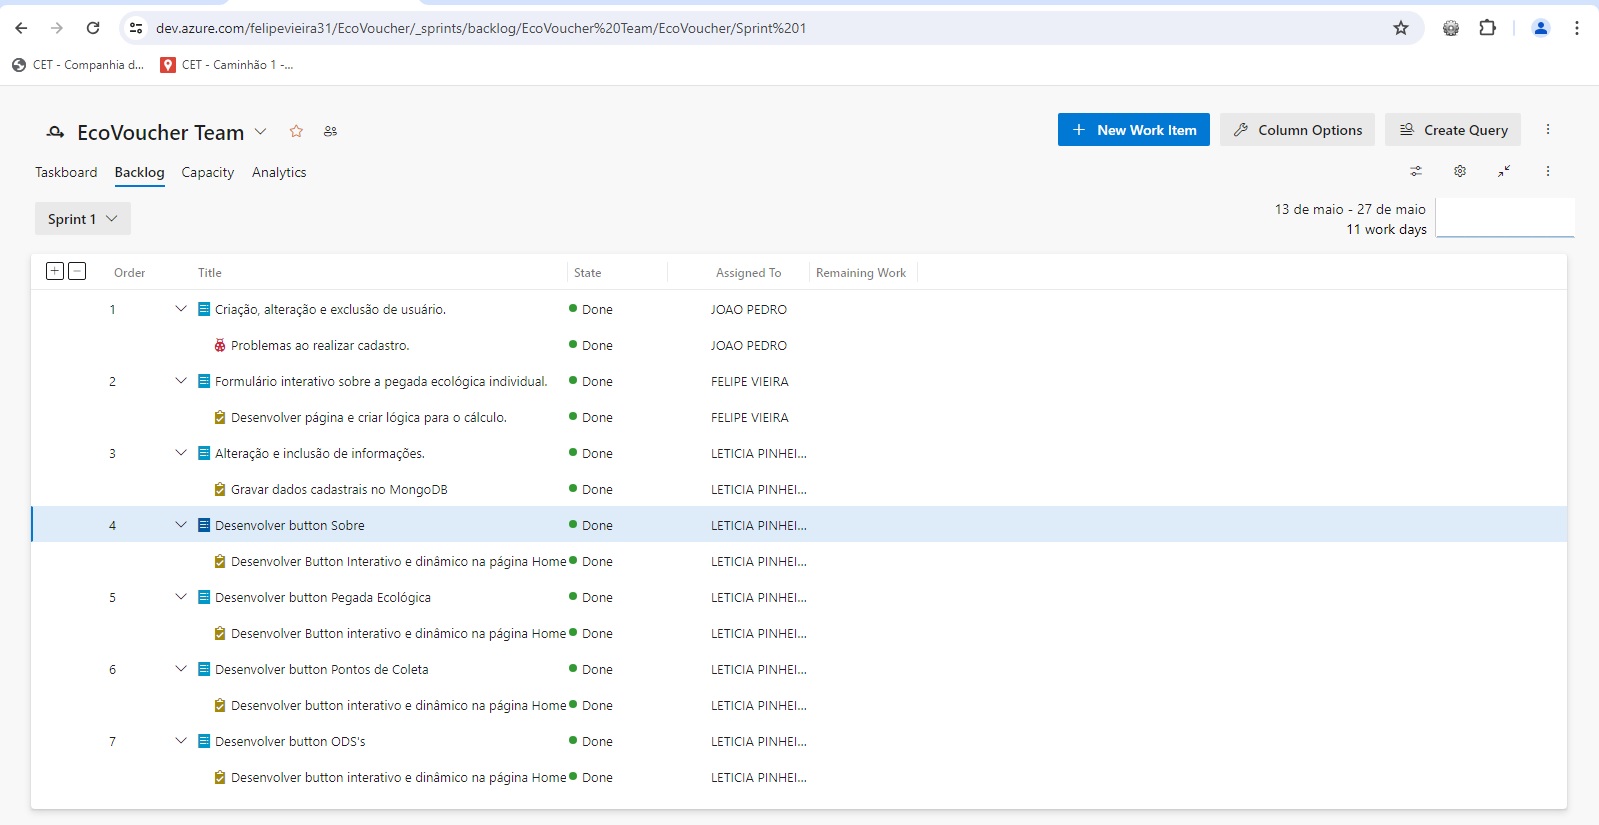 dev.azure.com/felipevieira31/EcoVoucher/_sprints/backlog/EcoVoucher%20Team/EcoVoucher/Sprint%201
CET - Companhia d... CET - Caminhão 1 -...
EcoVoucher Team
New Work Item Column Options Create Query
Taskboard Backlog Capacity Analytics
Sprint 1
13 de maio - 27 de maio
11 work days
Order Title State Assigned To Remaining Work
1 Criação, alteração e exclusão de usuário. Done JOAO PEDRO
Problemas ao realizar cadastro. Done JOAO PEDRO
2 Formulário interativo sobre a pegada ecológica individual. Done FELIPE VIEIRA
Desenvolver página e criar lógica para o cálculo. Done FELIPE VIEIRA
3 Alteração e inclusão de informações. Done LETICIA PINHEI...
Gravar dados cadastrais no MongoDB Done LETICIA PINHEI...
4 Desenvolver button Sobre Done LETICIA PINHEI...
Desenvolver Button Interativo e dinâmico na página Home Done LETICIA PINHEI...
5 Desenvolver button Pegada Ecológica Done LETICIA PINHEI...
Desenvolver Button interativo e dinâmico na página Home Done LETICIA PINHEI...
6 Desenvolver button Pontos de Coleta Done LETICIA PINHEI...
Desenvolver button interativo e dinâmico na página Home Done LETICIA PINHEI...
7 Desenvolver button ODS's Done LETICIA PINHEI...
Desenvolver button interativo e dinâmico na página Home Done LETICIA PINHEI...